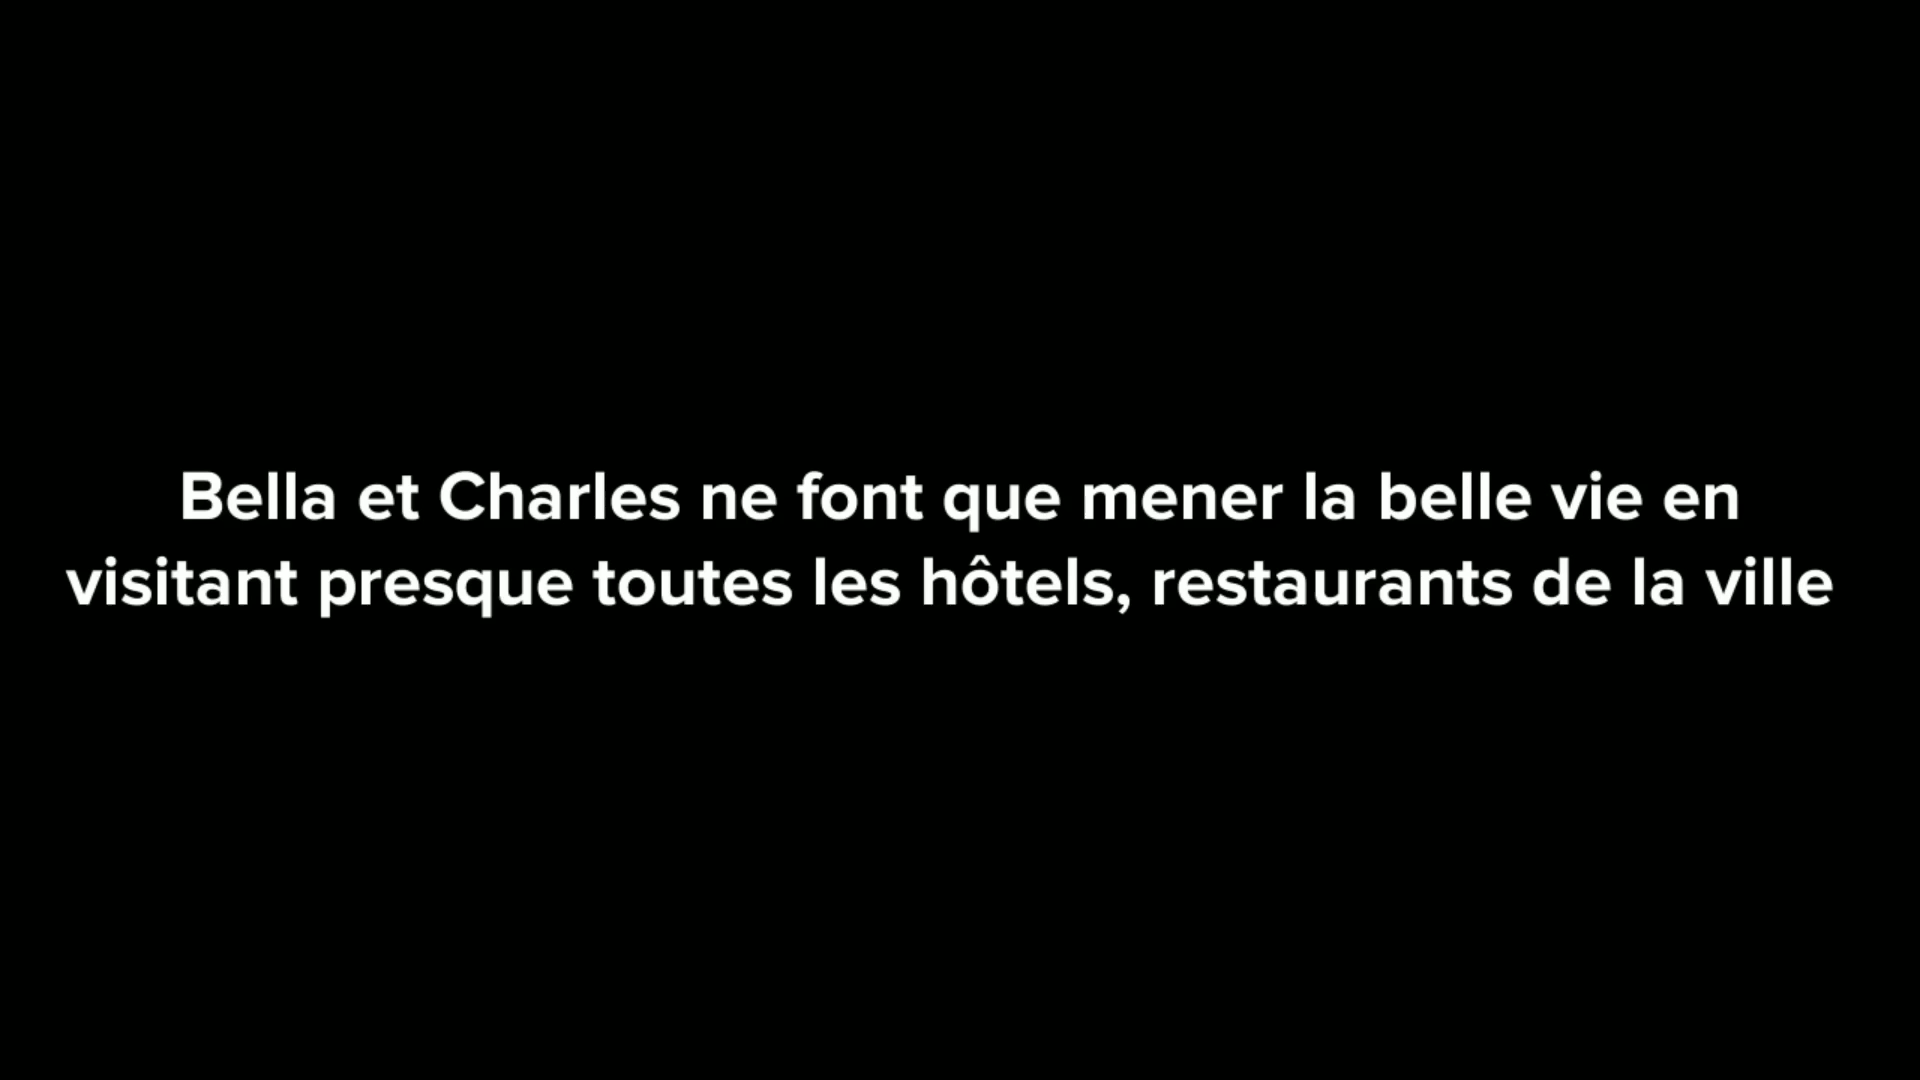 Bella et Charles ne font que mener la belle vie en
visitant presque toutes les hôtels, restaurants de la ville